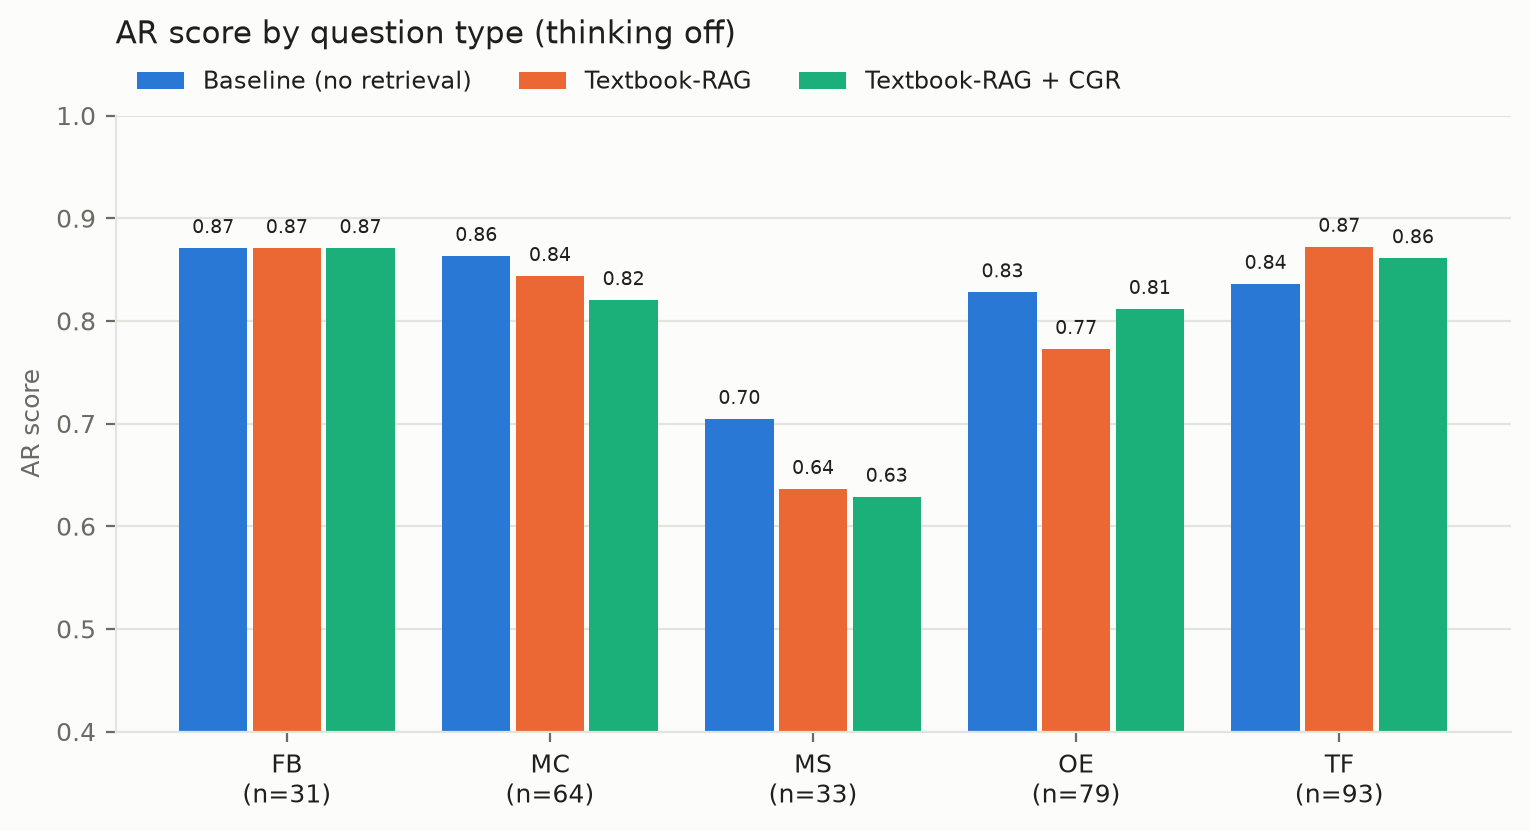 AR score by question type (thinking off)
Baseline (no retrieval) Textbook-RAG Textbook-RAG + CGR
1.0
0.9
0.8
0.7
0.6
0.5
0.4
AR score
0.87 0.87 0.87
0.86 0.84 0.82
0.70 0.64 0.63
0.83 0.77 0.81
0.84 0.87 0.86
FB MC MS OE TF
(n=31) (n=64) (n=33) (n=79) (n=93)